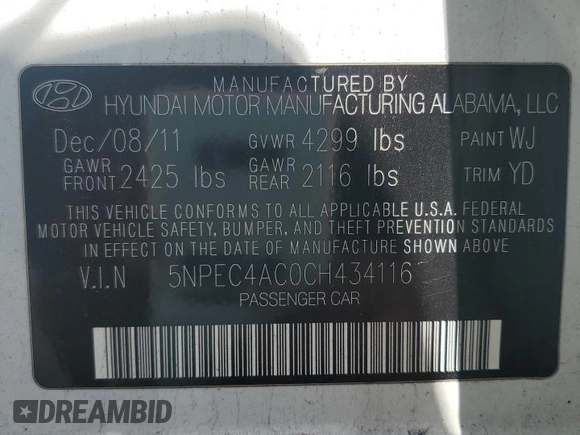 MANUFACTURED BY
HYUNDAI MOTOR MANUFACTURING ALABAMA, LLC
Dec/08/11 GVWR 4299 lbs PAINT WJ
GAWR FRONT 2425 lbs GAWR REAR 2116 lbs TRIM YD
THIS VEHICLE CONFORMS TO ALL APPLICABLE U.S.A. FEDERAL
MOTOR VEHICLE SAFETY, BUMPER, AND THEFT PREVENTION STANDARDS
IN EFFECT ON THE DATE OF MANUFACTURE SHOWN ABOVE
V.I.N 5NPEC4AC0CH434116
PASSENGER CAR
DREAMBID